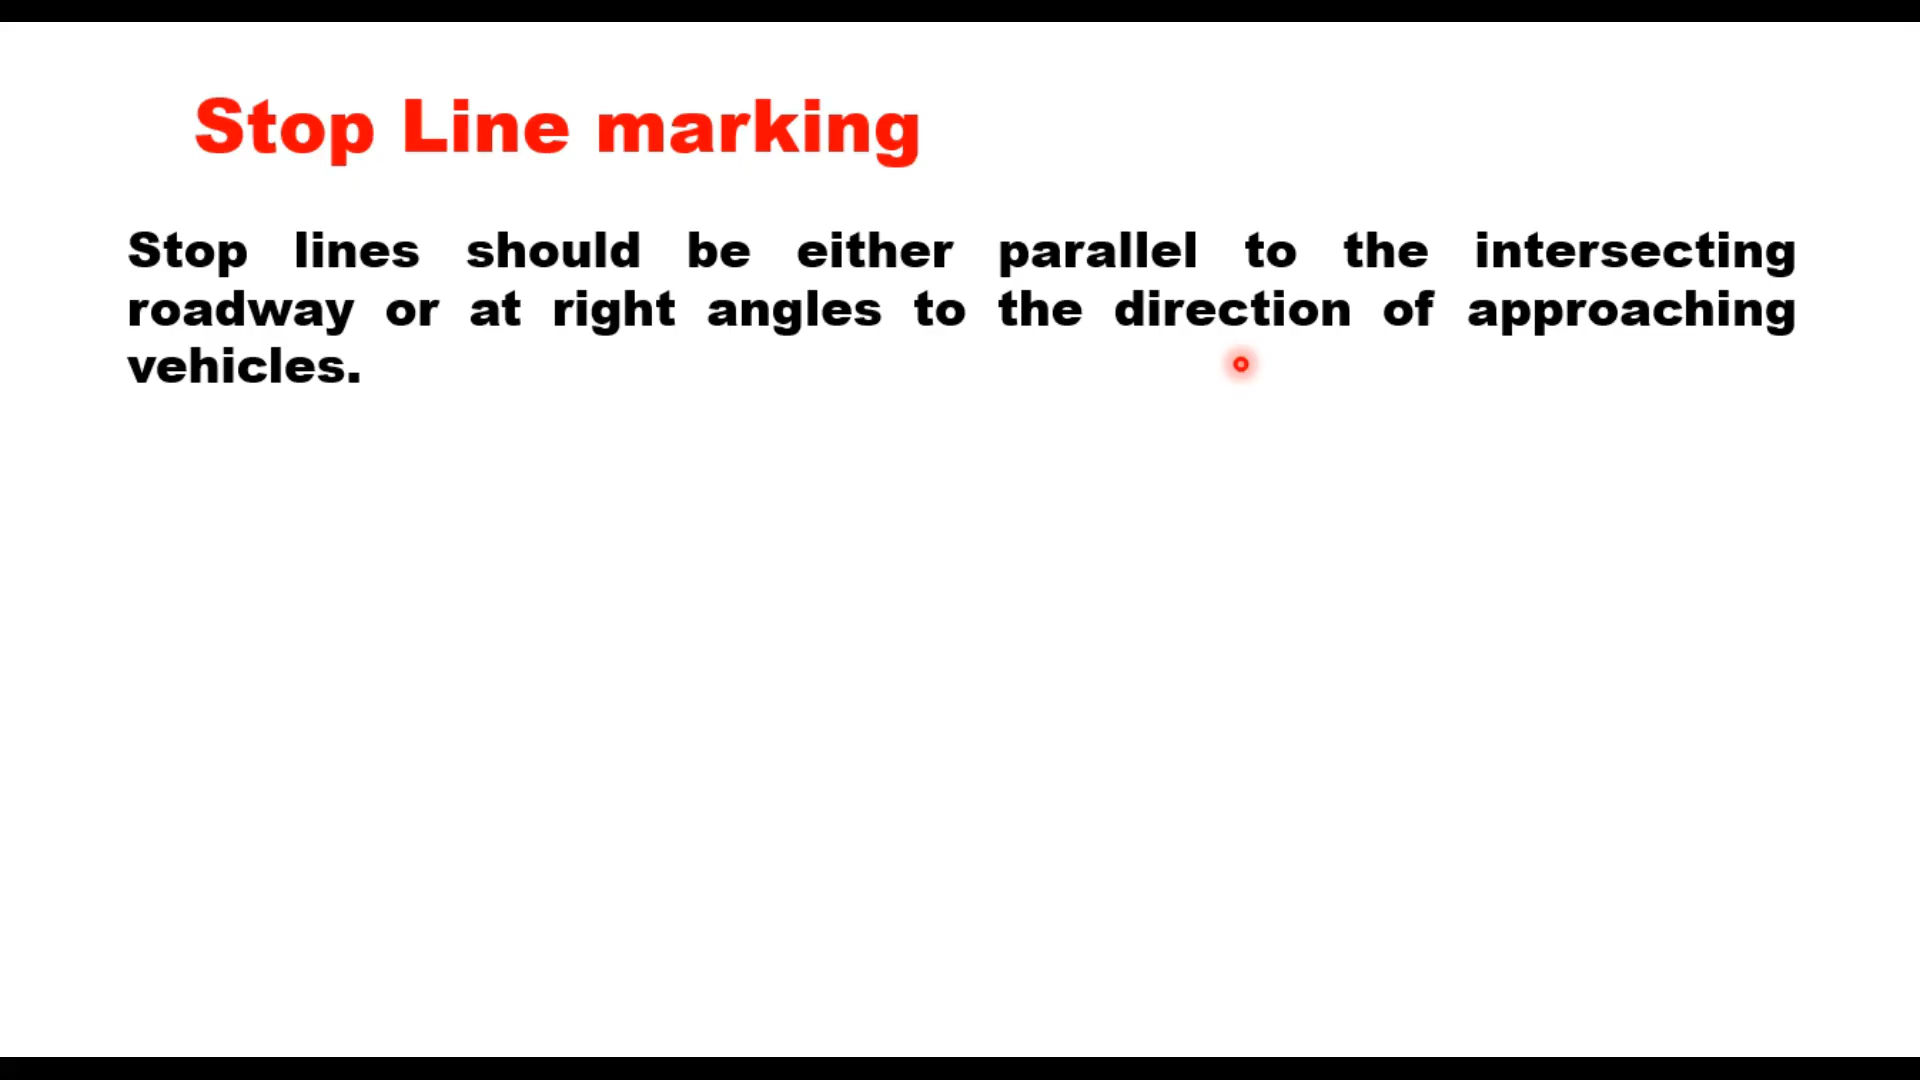 Stop Line marking
Stop lines should be either parallel to the intersecting
roadway or at right angles to the direction of approaching
vehicles.